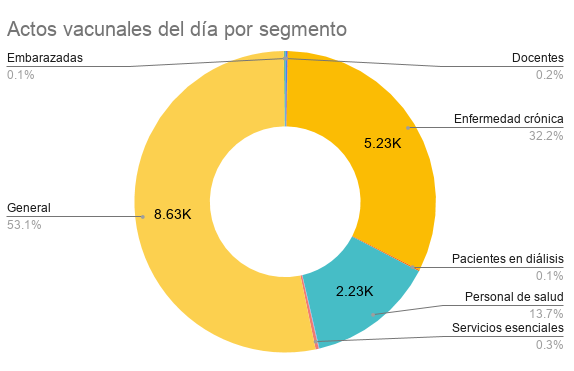 Actos vacunales del día por segmento
Embarazadas
0.1%
Docentes
0.2%
Enfermedad crónica
32.2%
5.23K
General
53.1%
8.63K
Pacientes en diálisis
0.1%
2.23K
Personal de salud
13.7%
Servicios esenciales
0.3%